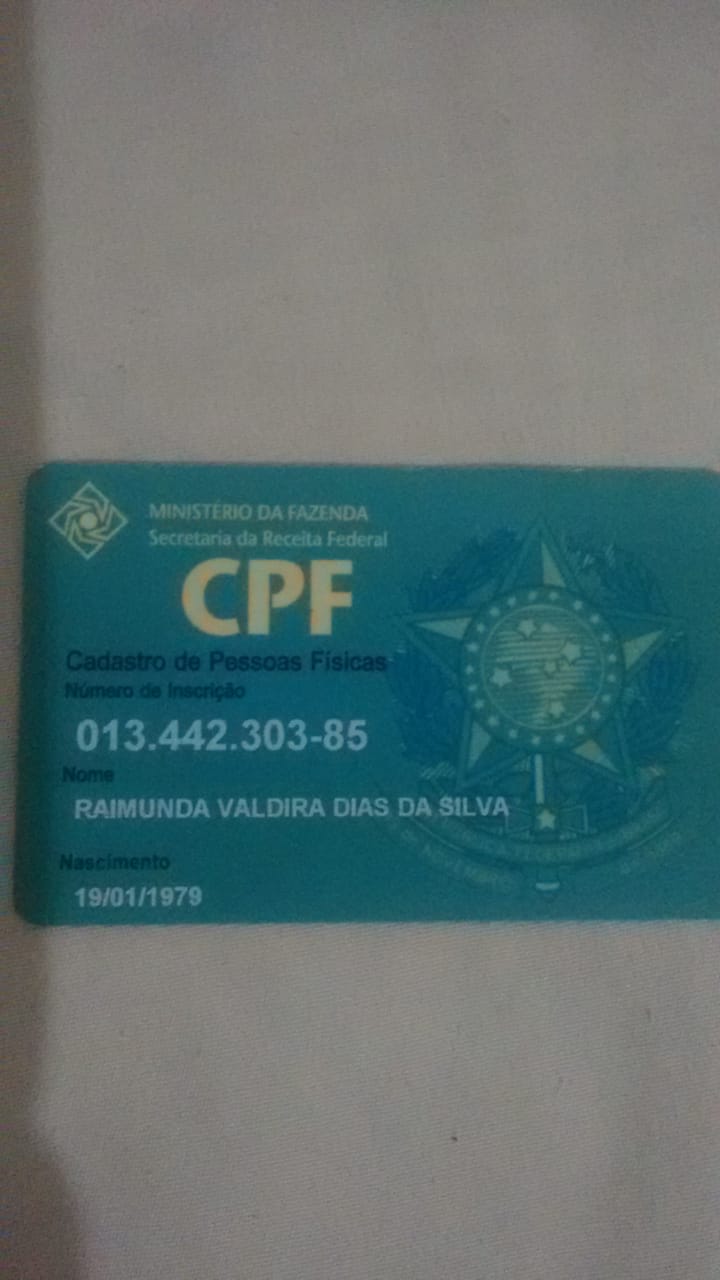 MINISTÉRIO DA FAZENDA
Secretaria da Receita Federal
CPF
Cadastro de Pessoas Físicas
Número de Inscrição
013.442.303-85
Nome
RAIMUNDA VALDIRA DIAS DA SILVA
Nascimento
19/01/1979